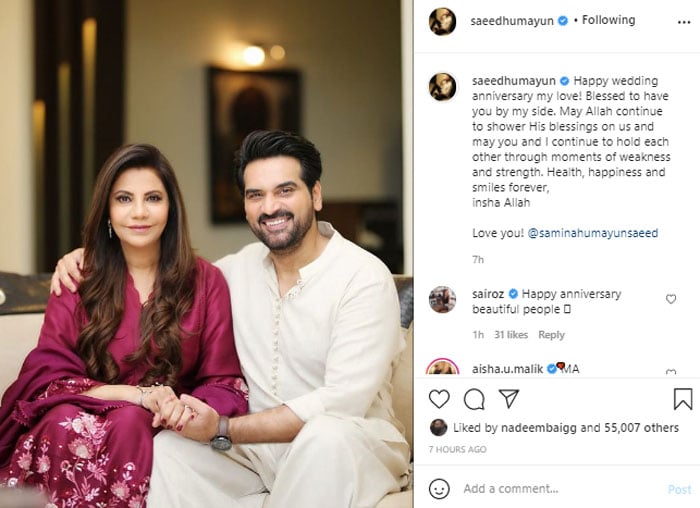 saeedhumayun • Following
saeedhumayun Happy wedding
anniversary my love! Blessed to have
you by my side. May Allah continue
to shower His blessings on us and
may you and I continue to hold each
other through moments of weakness
and strength. Health, happiness and
smiles forever,
insha Allah
Love you! @saminahumayunsaeed
7h
sairoz Happy anniversary
beautiful people
1h 31 likes Reply
aisha.u.malik MA
Liked by nadeembaigg and 55,007 others
7 HOURS AGO
Add a comment... Post